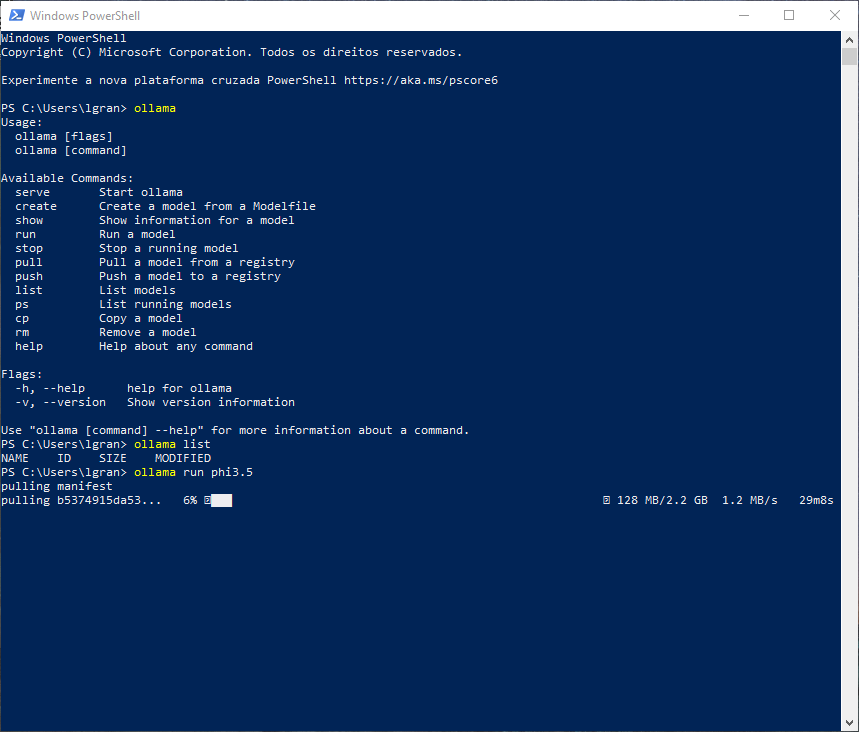 Windows PowerShell
Windows PowerShell
Copyright (C) Microsoft Corporation. Todos os direitos reservados.
Experimente a nova plataforma cruzada PowerShell https://aka.ms/pscore6
PS C:\Users\lgran> ollama
Usage:
  ollama [flags]
  ollama [command]
Available Commands:
  serve       Start ollama
  create      Create a model from a Modelfile
  show        Show information for a model
  run         Run a model
  stop        Stop a running model
  pull        Pull a model from a registry
  push        Push a model to a registry
  list        List models
  ps          List running models
  cp          Copy a model
  rm          Remove a model
  help        Help about any command
Flags:
  -h, --help      help for ollama
  -v, --version   Show version information
Use "ollama [command] --help" for more information about a command.
PS C:\Users\lgran> ollama list
NAME    ID    SIZE    MODIFIED
PS C:\Users\lgran> ollama run phi3.5
pulling manifest
pulling b5374915da53...   6% 128 MB/2.2 GB  1.2 MB/s   29m8s